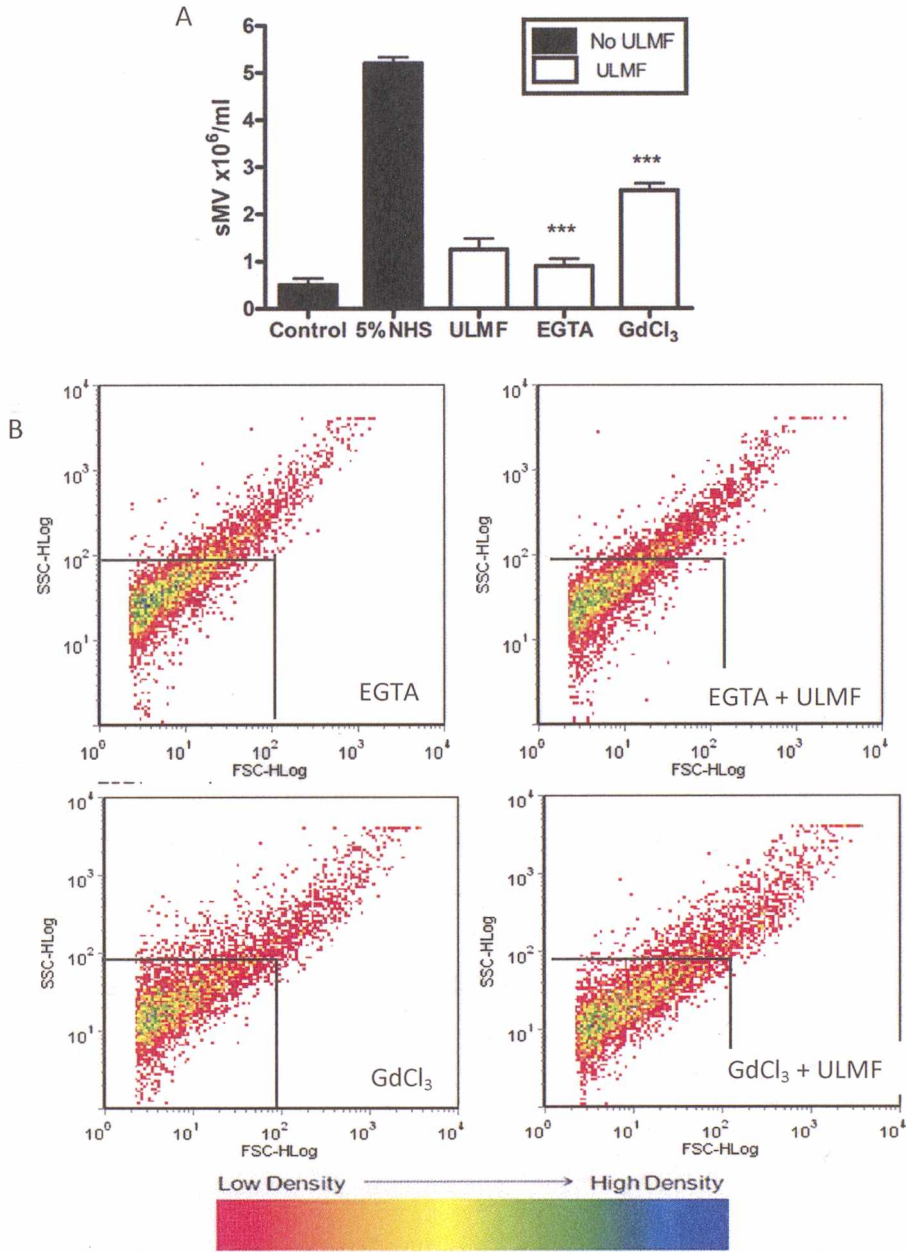 A
No ULMF
ULMF
sMV x10⁶/ml
6
5
4
3
2
1
0
***
***
Control 5%NHS ULMF EGTA GdCl₃
B
SSC-HLog
10⁴
10³
10²
10¹
EGTA
10⁰ 10¹ 10² 10³ 10⁴
FSC-HLog
SSC-HLog
10⁴
10³
10²
10¹
EGTA + ULMF
10⁰ 10¹ 10² 10³ 10⁴
FSC-HLog
SSC-HLog
10⁴
10³
10²
10¹
GdCl₃
10⁰ 10¹ 10² 10³ 10⁴
FSC-HLog
SSC-HLog
10⁴
10³
10²
10¹
GdCl₃ + ULMF
10⁰ 10¹ 10² 10³ 10⁴
FSC-HLog
Low Density High Density